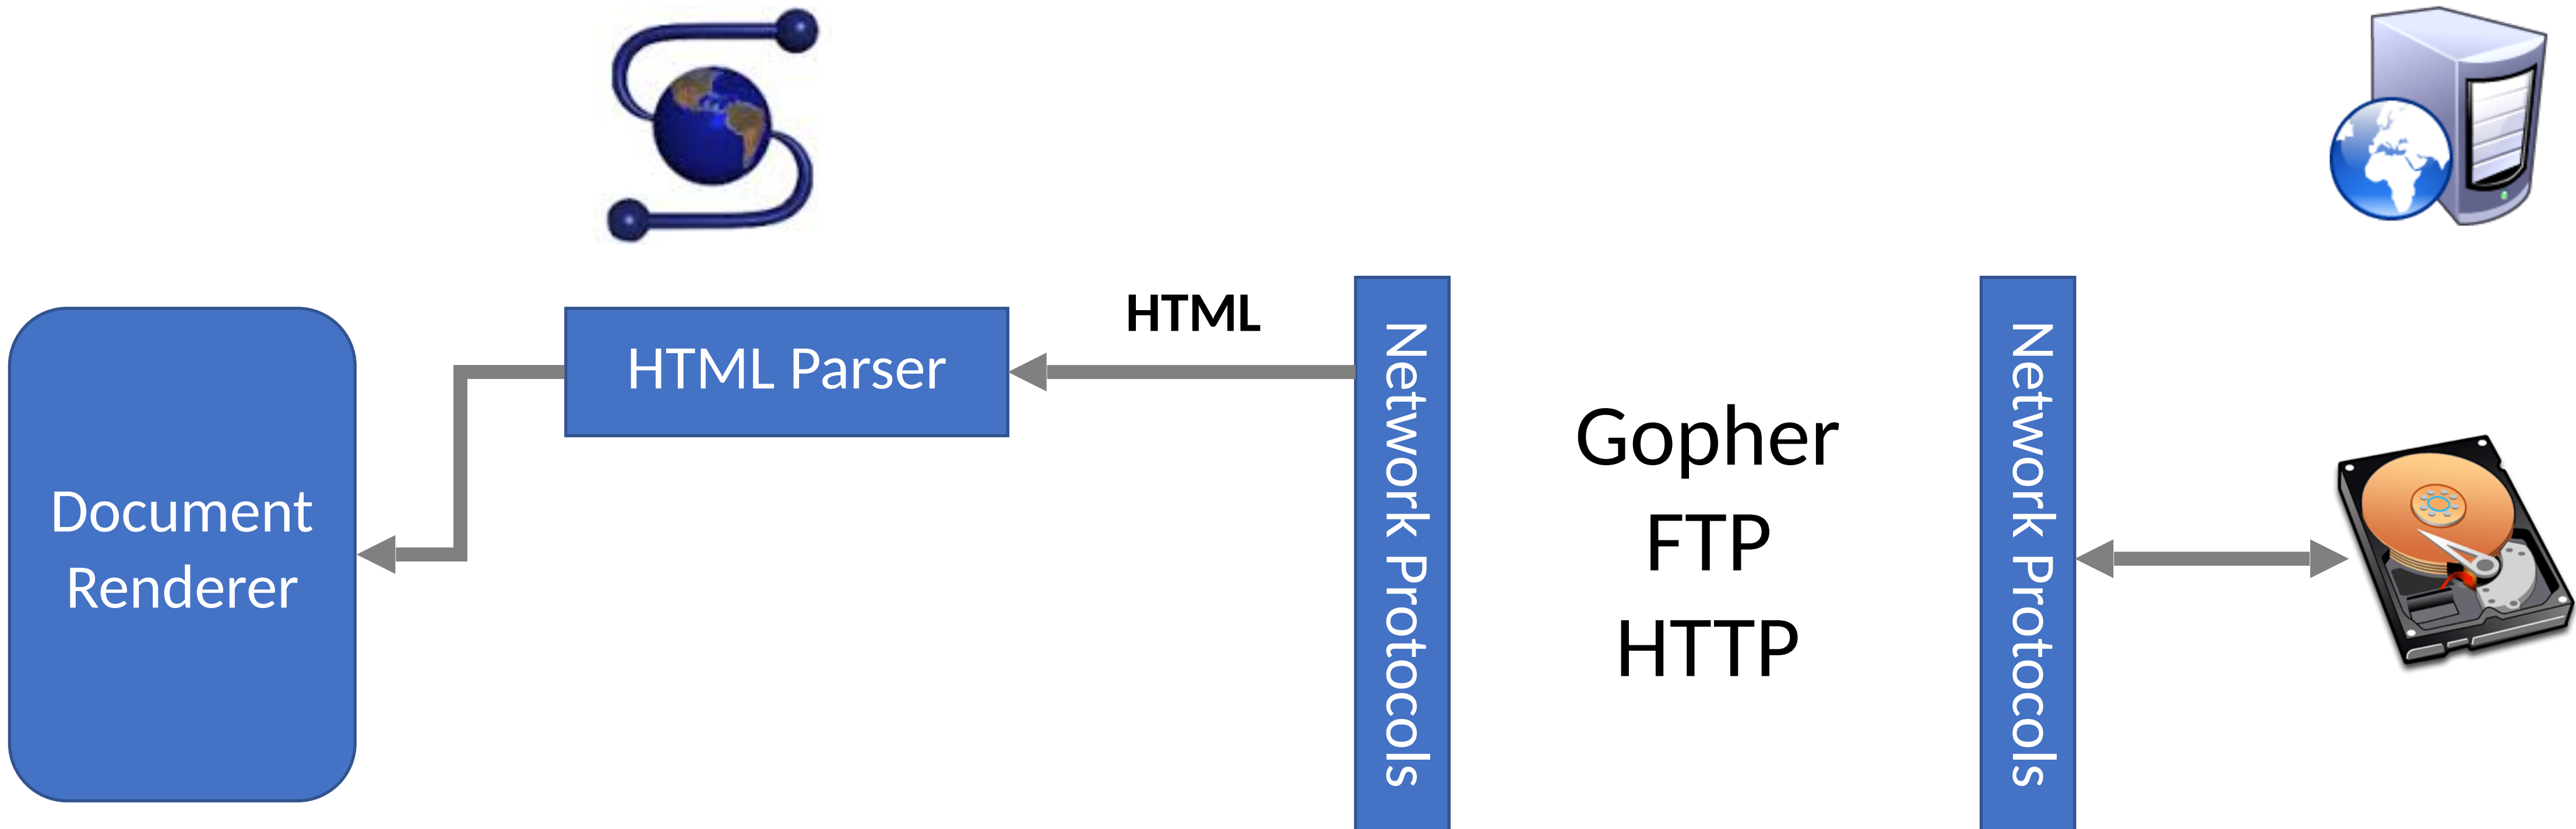 HTML
HTML Parser
Document
Renderer
Network Protocols
Gopher
FTP
HTTP
Network Protocols